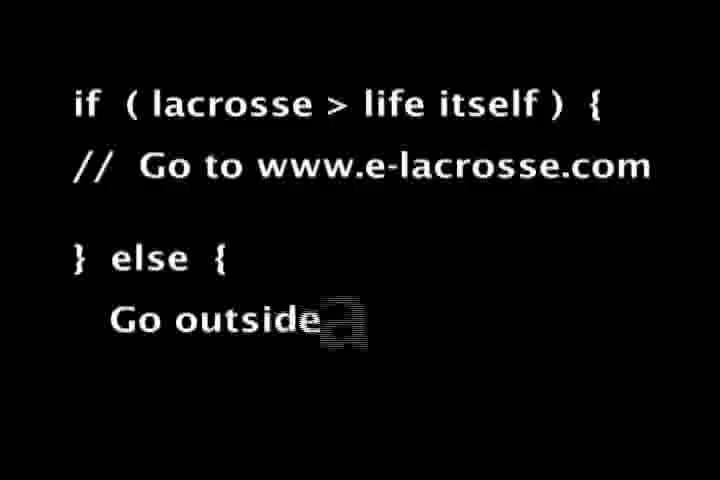 if ( lacrosse > life itself ) {
// Go to www.e-lacrosse.com
} else {
Go outside a